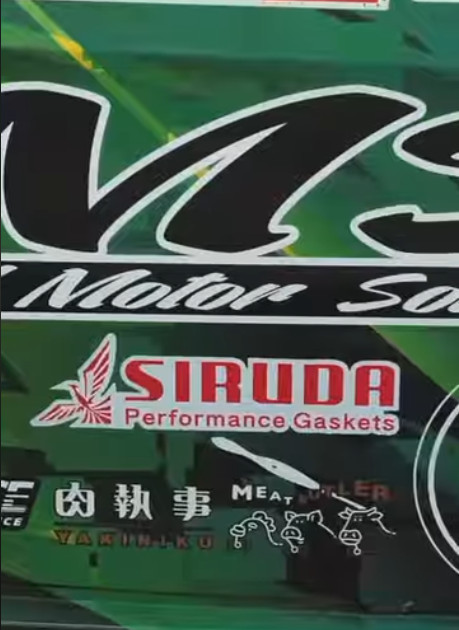 Motor
SIRUDA
Performance Gaskets
肉執事
YAKINIKU
MEAT BUTLER